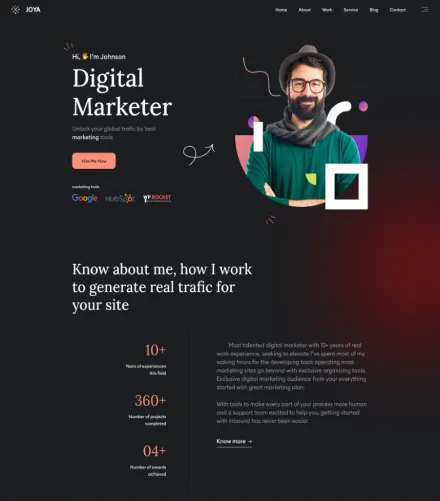 JOYA
Home About Work Service Blog Contact
Hi, 🖐 I'm Johnson
Digital
Marketer
Unlock your global trafic by best
marketing tools
Hire Me Now
marketing tools
Google HubSpot WP ROCKET
Know about me, how I work
to generate real trafic for
your site
10+
Years of experiencen
this field
360+
Number of projects
completed
04+
Number of awards
achieved
Most talented digital marketer with 10+ years of real
work experience, seeking to elevate I've spent most of my
waking hours for the developing tools operating most
marketing sites go beyond with exclusive organizing tools.
Exclusive digital marketing audience from your everything
started with great marketing plan.
With tools to make every part of your process more human
and a support team excited to help you, getting started
with inbound has never been easier.
Know more →